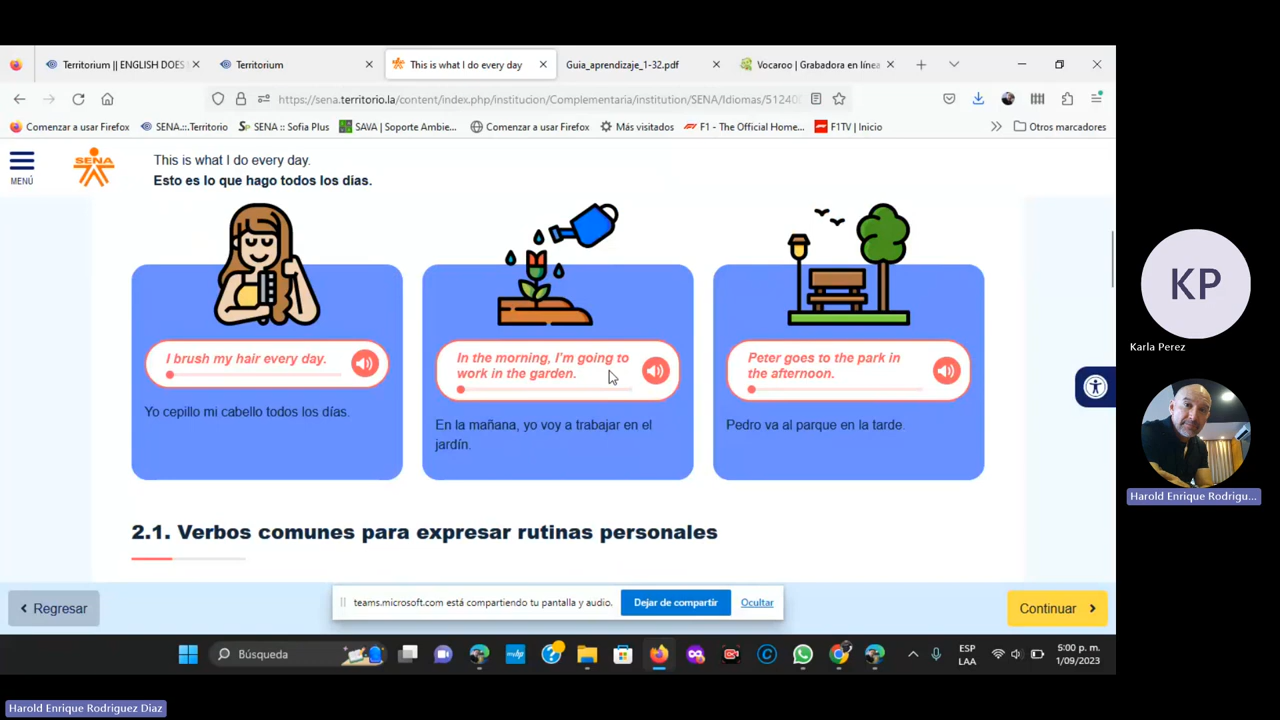 Territorium || ENGLISH DOES
Territorium
This is what I do every day
Guia_aprendizaje_1-32.pdf
Vocaroo | Grabadora en línea
https://sena.territorio.la/content/index.php/institucion/Complementaria/institution/SENA/Idiomas/51240
Comenzar a usar Firefox
SENA.::.Territorio
SENA :: Sofia Plus
SAVA | Soporte Ambie...
Comenzar a usar Firefox
Más visitados
F1 - The Official Home...
F1TV | Inicio
Otros marcadores
MENÚ
SENA
This is what I do every day.
Esto es lo que hago todos los días.
I brush my hair every day.
Yo cepillo mi cabello todos los días.
In the morning, I'm going to
work in the garden.
En la mañana, yo voy a trabajar en el
jardín.
Peter goes to the park in
the afternoon.
Pedro va al parque en la tarde.
2.1. Verbos comunes para expresar rutinas personales
Regresar
teams.microsoft.com está compartiendo tu pantalla y audio.
Dejar de compartir
Ocultar
Continuar
Búsqueda
ESP
LAA
5:00 p. m.
1/09/2023
KP
Karla Perez
Harold Enrique Rodrigu...
Harold Enrique Rodriguez Diaz